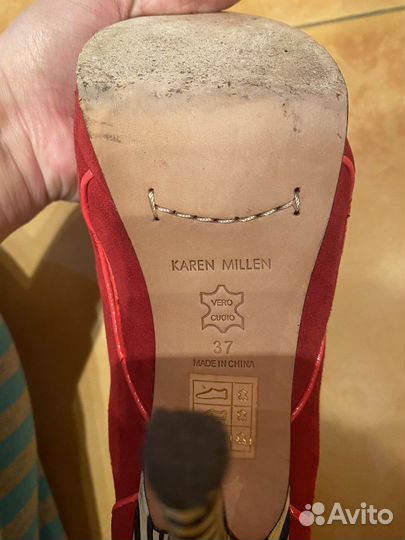 KAREN MILLEN
VERO
CUOIO
37
MADE IN CHINA
Avito